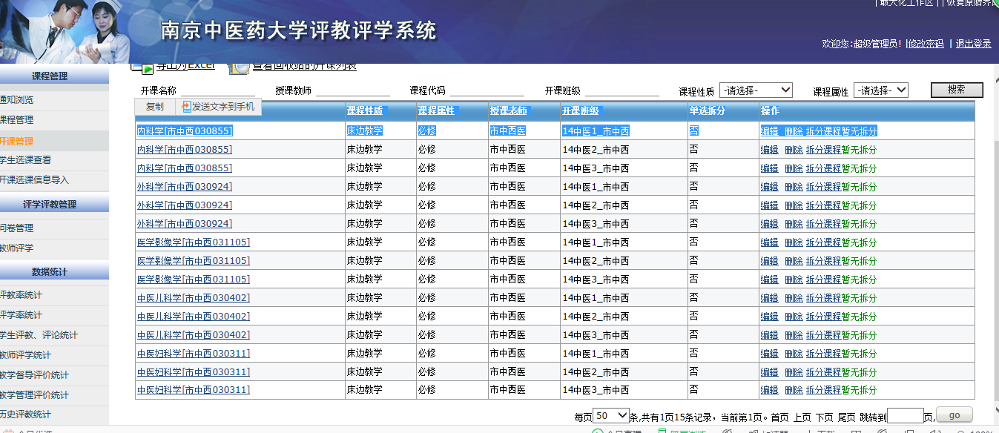 南京中医药大学评教评学系统
最大化工作区 | | 恢复原始界
欢迎您:超级管理员! |修改密码 | 退出登录
课程管理
通知浏览
课程管理
开课管理
学生选课查看
开课选课信息导入
评学评教管理
问卷管理
教师评学
数据统计
评教率统计
评学率统计
学生评教、评论统计
教师评学统计
教学督导评价统计
教学管理评价统计
历史评教统计
导出为Excel 查看回收站的开课列表
开课名称 授课教师 课程代码 开课班级 课程性质 -请选择- 课程属性 -请选择- 搜索
复制 发送文字到手机
课程性质 课程属性 授课老师 开课班级 单选拆分 操作
内科学[市中西030855] 床边教学 必修 市中西医 14中医1_市中西 否 编辑 删除 拆分课程暂无拆分
内科学[市中西030855] 床边教学 必修 市中西医 14中医2_市中西 否 编辑 删除 拆分课程暂无拆分
内科学[市中西030855] 床边教学 必修 市中西医 14中医3_市中西 否 编辑 删除 拆分课程暂无拆分
外科学[市中西030924] 床边教学 必修 市中西医 14中医1_市中西 否 编辑 删除 拆分课程暂无拆分
外科学[市中西030924] 床边教学 必修 市中西医 14中医2_市中西 否 编辑 删除 拆分课程暂无拆分
外科学[市中西030924] 床边教学 必修 市中西医 14中医3_市中西 否 编辑 删除 拆分课程暂无拆分
医学影像学[市中西031105] 床边教学 必修 市中西医 14中医1_市中西 否 编辑 删除 拆分课程暂无拆分
医学影像学[市中西031105] 床边教学 必修 市中西医 14中医2_市中西 否 编辑 删除 拆分课程暂无拆分
医学影像学[市中西031105] 床边教学 必修 市中西医 14中医3_市中西 否 编辑 删除 拆分课程暂无拆分
中医儿科学[市中西030402] 床边教学 必修 市中西医 14中医1_市中西 否 编辑 删除 拆分课程暂无拆分
中医儿科学[市中西030402] 床边教学 必修 市中西医 14中医2_市中西 否 编辑 删除 拆分课程暂无拆分
中医儿科学[市中西030402] 床边教学 必修 市中西医 14中医3_市中西 否 编辑 删除 拆分课程暂无拆分
中医妇科学[市中西030311] 床边教学 必修 市中西医 14中医1_市中西 否 编辑 删除 拆分课程暂无拆分
中医妇科学[市中西030311] 床边教学 必修 市中西医 14中医2_市中西 否 编辑 删除 拆分课程暂无拆分
中医妇科学[市中西030311] 床边教学 必修 市中西医 14中医3_市中西 否 编辑 删除 拆分课程暂无拆分
每页 50 条,共有1页15条记录，当前第1页。首页 上页 下页 尾页 跳转到 页, go